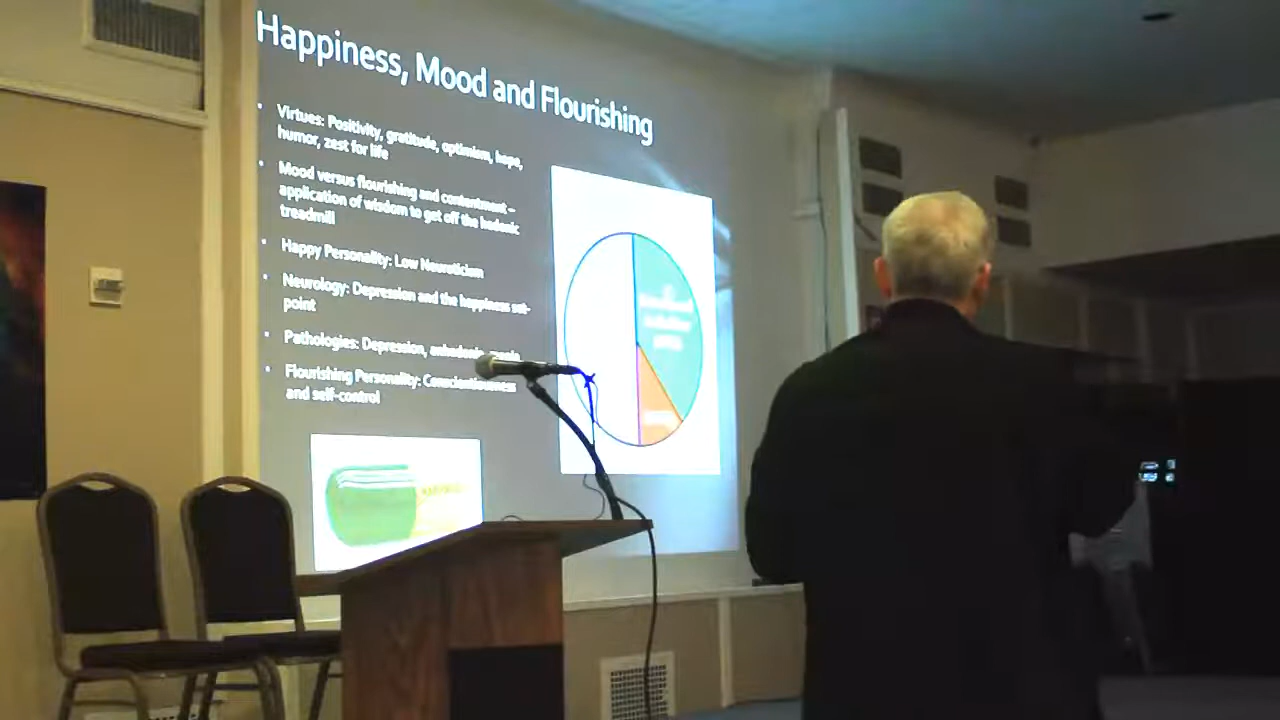 Happiness, Mood and Flourishing
Virtues: Positivity, gratitude, optimism, hope,
humor, zest for life
Mood versus flourishing and contentment –
application of wisdom to get off the hedonic
treadmill
Happy Personality: Low Neuroticism
Neurology: Depression and the happiness set-
point
Pathologies: Depression,
Flourishing Personality: Conscientiousness
and self-control